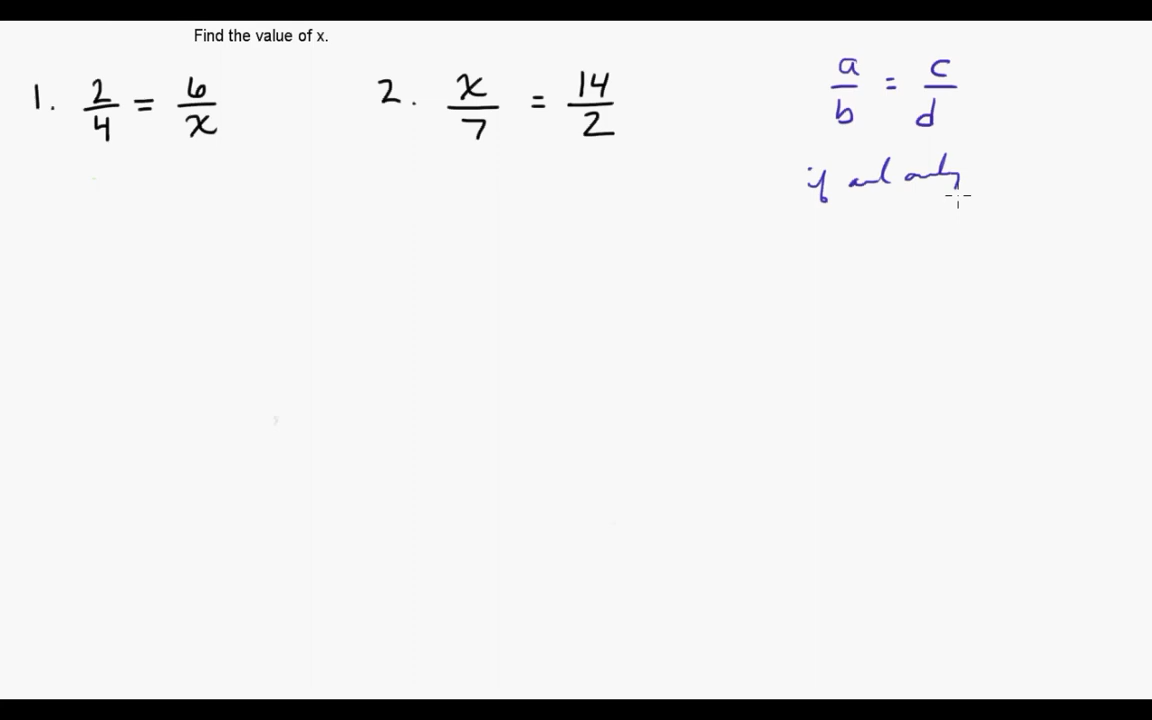 Find the value of x.
1. 2/4 = 6/x
2. x/7 = 14/2
a/b = c/d
if and only